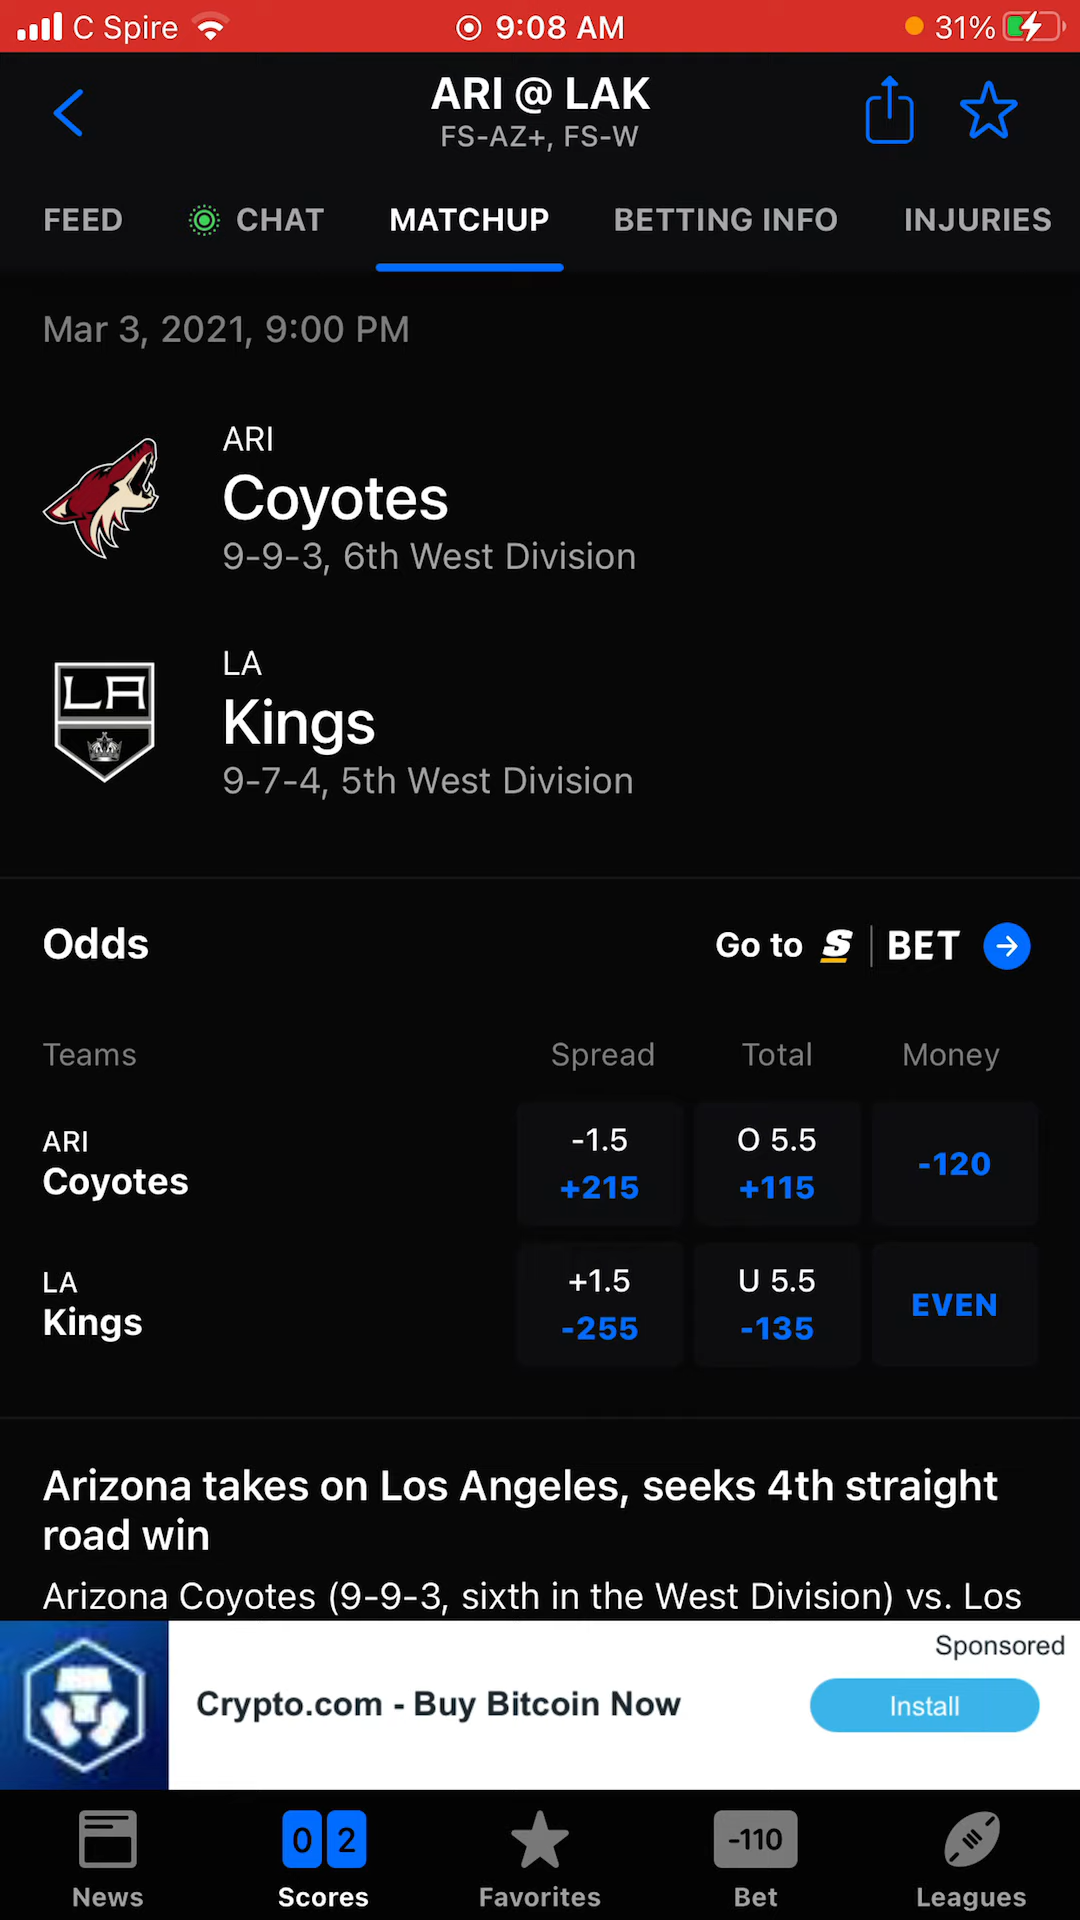 C Spire 9:08 AM 31%
ARI @ LAK
FS-AZ+, FS-W
FEED CHAT MATCHUP BETTING INFO INJURIES
Mar 3, 2021, 9:00 PM
ARI
Coyotes
9-9-3, 6th West Division
LA
LA
Kings
9-7-4, 5th West Division
Odds Go to S BET
Teams Spread Total Money
ARI
Coyotes
-1.5 O 5.5
+215 +115 -120
LA
Kings
+1.5 U 5.5
-255 -135 EVEN
Arizona takes on Los Angeles, seeks 4th straight
road win
Arizona Coyotes (9-9-3, sixth in the West Division) vs. Los
Sponsored
Crypto.com - Buy Bitcoin Now Install
0 2 -110
News Scores Favorites Bet Leagues